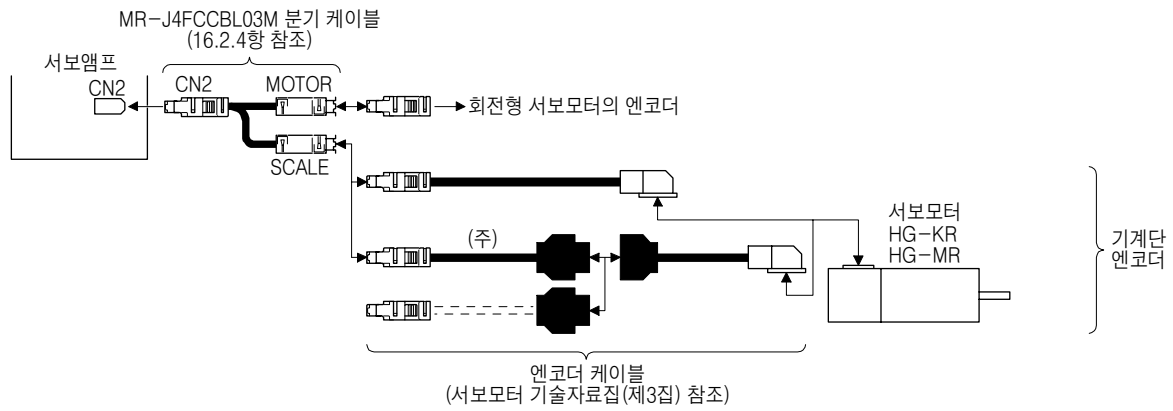 MR-J4FCCBL03M 분기 케이블
(16.2.4항 참조)
서보앰프
CN2
CN2
MOTOR
회전형 서보모터의 엔코더
SCALE
(주)
서보모터
HG-KR
HG-MR
기계단
엔코더
엔코더 케이블
(서보모터 기술자료집(제3집) 참조)